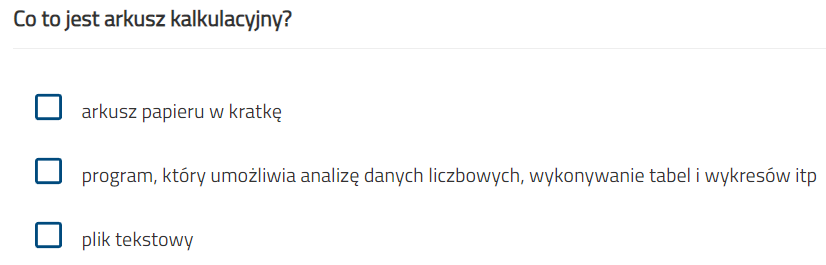 Co to jest arkusz kalkulacyjny?
arkusz papieru w kratkę
program, który umożliwia analizę danych liczbowych, wykonywanie tabel i wykresów itp
plik tekstowy